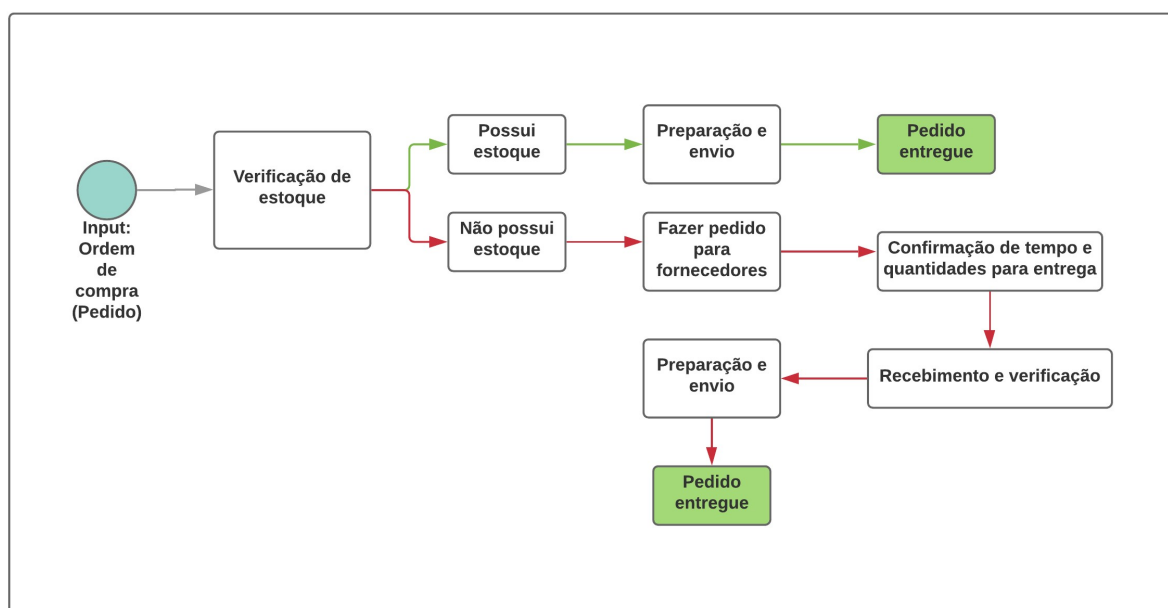 Input:
Ordem
de
compra
(Pedido)
Verificação de
estoque
Possui
estoque
Preparação e
envio
Pedido
entregue
Não possui
estoque
Fazer pedido
para
fornecedores
Confirmação de tempo e
quantidades para entrega
Recebimento e verificação
Preparação e
envio
Pedido
entregue